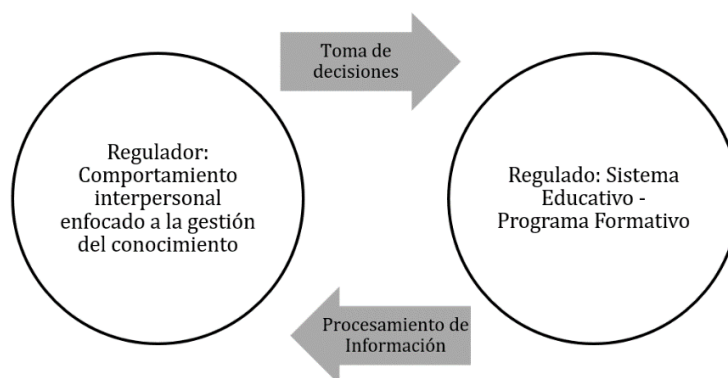 Toma de
decisiones
Regulador:
Comportamiento
interpersonal
enfocado a la gestión
del conocimiento
Regulado: Sistema
Educativo -
Programa Formativo
Procesamiento de
Información